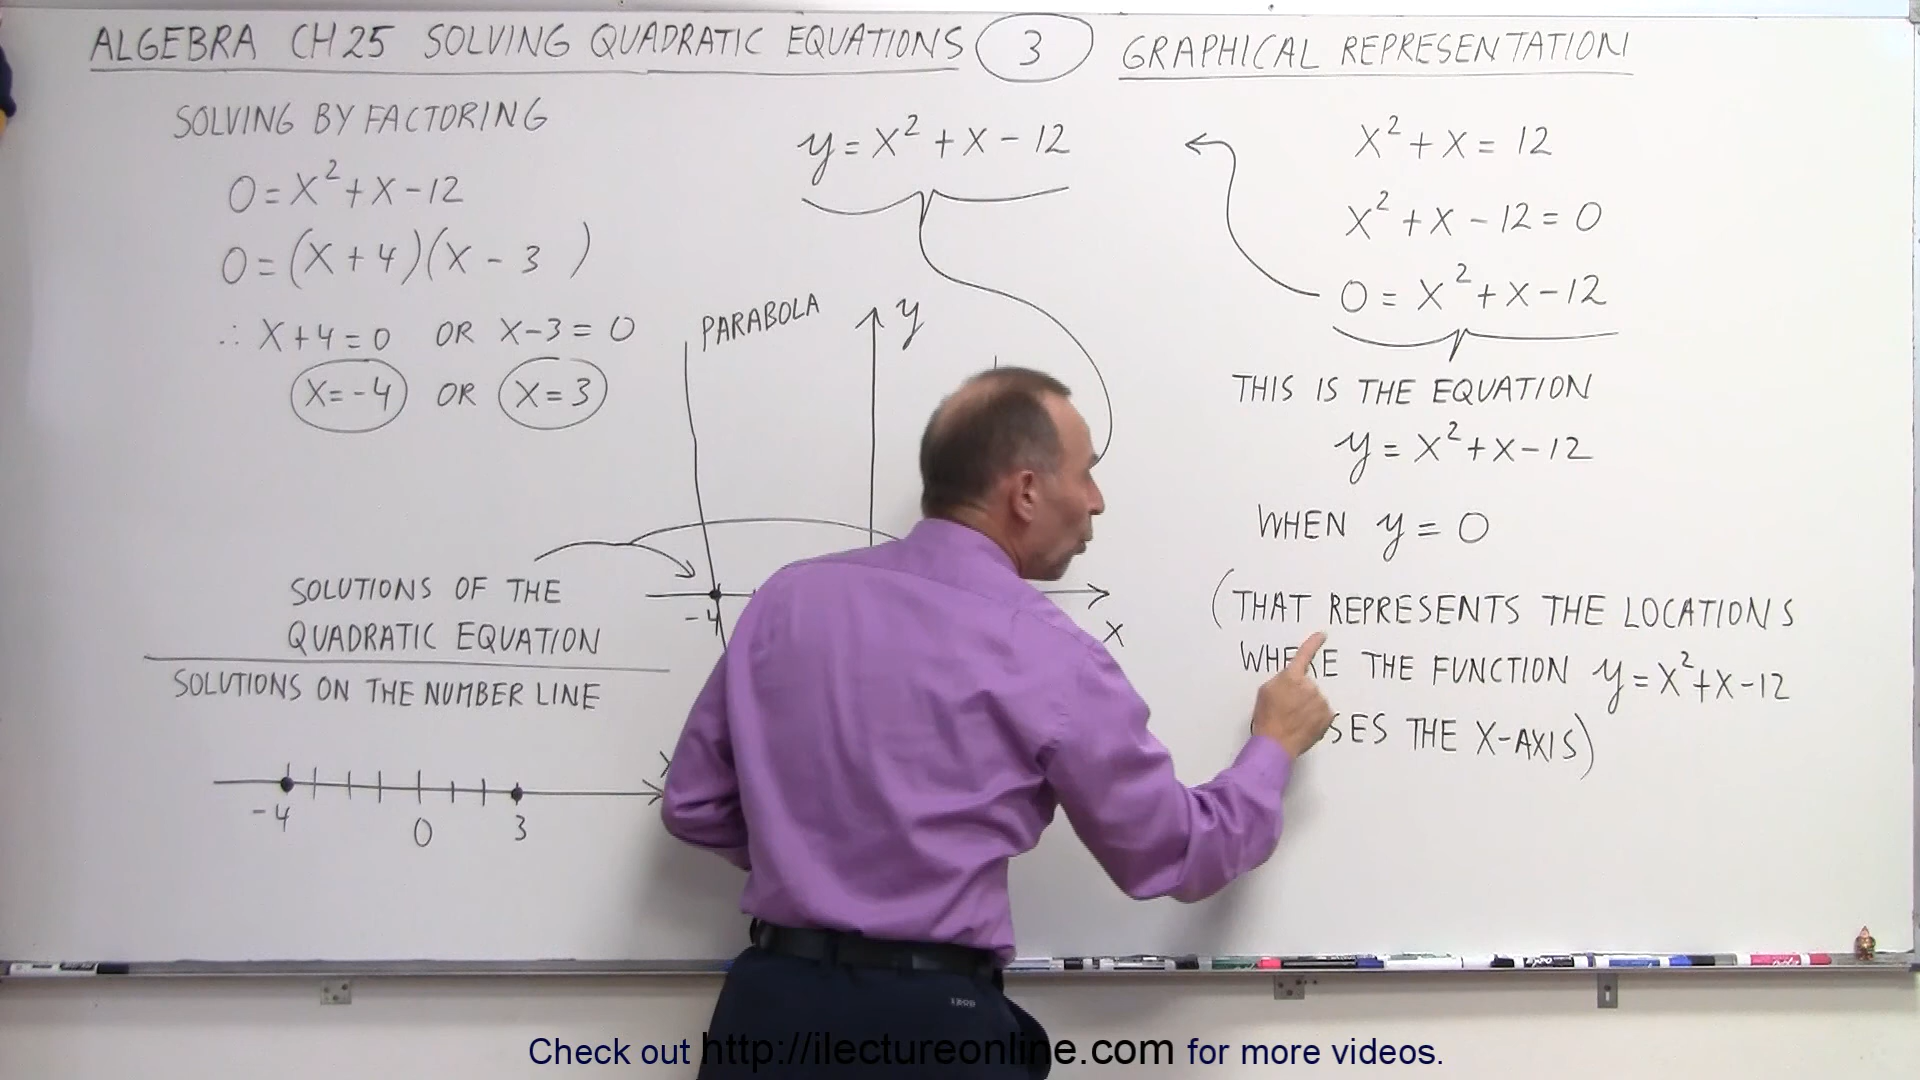 ALGEBRA CH25 SOLVING QUADRATIC EQUATIONS 3 GRAPHICAL REPRESENTATION
SOLVING BY FACTORING
0=X²+X-12
0=(X+4)(X-3 )
∴ X+4=0 OR X-3=0
X=-4 OR X=3
SOLUTIONS OF THE
QUADRATIC EQUATION
SOLUTIONS ON THE NUMBER LINE
-4 0 3
y=X²+X-12
PARABOLA
y
-4
X
X²+X=12
X²+X-12=0
0=X²+X-12
THIS IS THE EQUATION
y=X²+X-12
WHEN y=0
(THAT REPRESENTS THE LOCATIONS
WHERE THE FUNCTION y=X²+X-12
THE X-AXIS)
Check out http://ilectureonline.com for more videos.